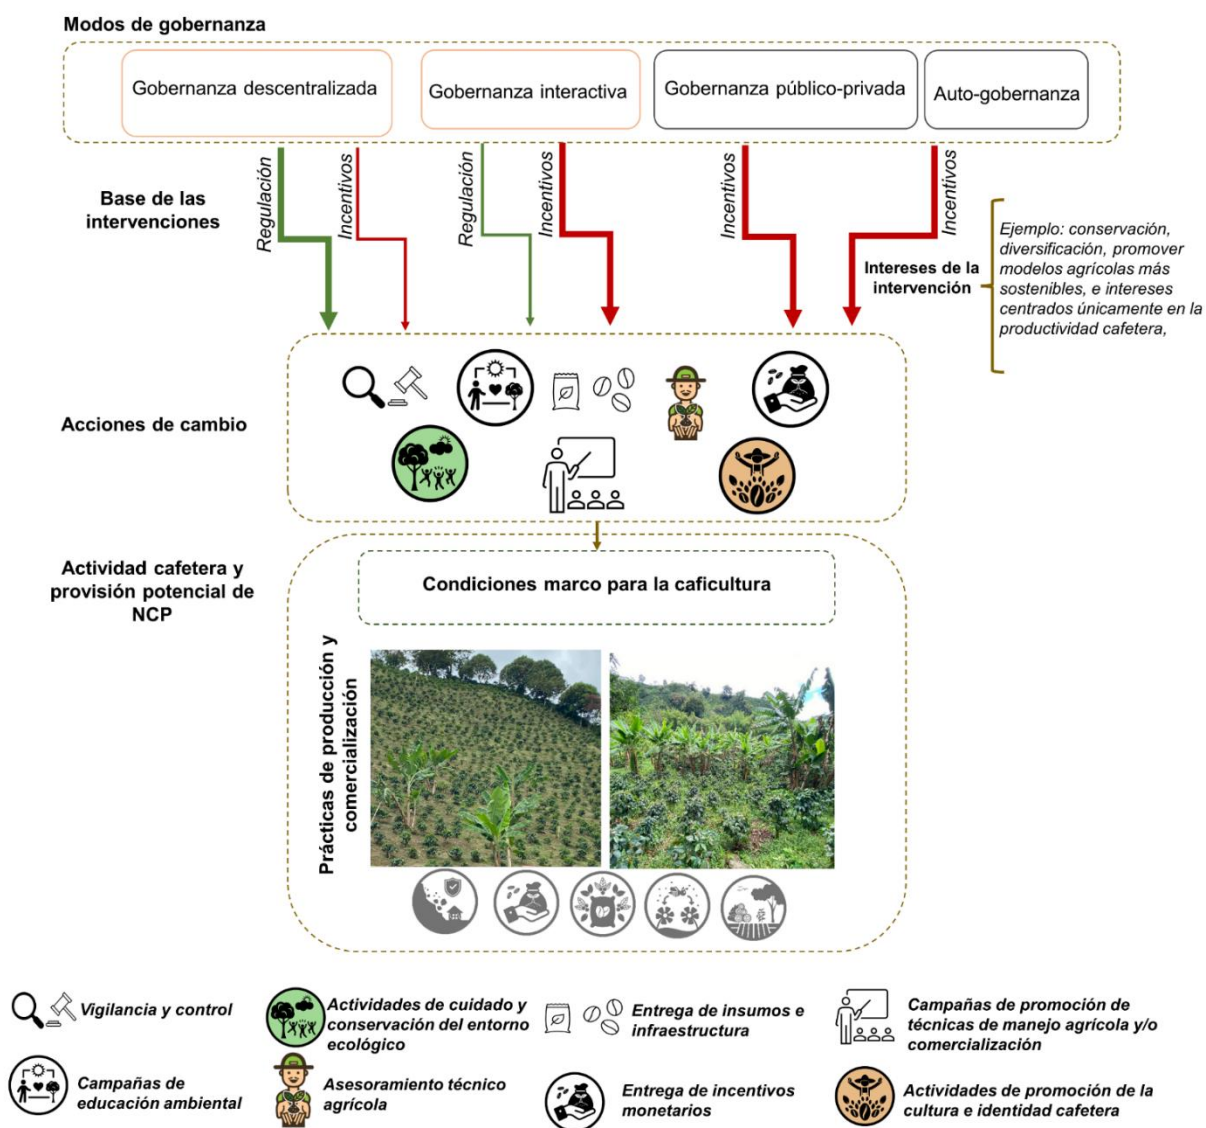 Modos de gobernanza
Gobernanza descentralizada
Gobernanza interactiva
Gobernanza público-privada
Auto-gobernanza
Base de las
intervenciones
Regulación
Incentivos
Regulación
Incentivos
Incentivos
Incentivos
Intereses de la
intervención
Ejemplo: conservación,
diversificación, promover
modelos agrícolas más
sostenibles, e intereses
centrados únicamente en la
productividad cafetera,
Acciones de cambio
Actividad cafetera y
provisión potencial de
NCP
Condiciones marco para la caficultura
Prácticas de producción y
comercialización
Vigilancia y control
Actividades de cuidado y
conservación del entorno
ecológico
Entrega de insumos e
infraestructura
Campañas de promoción de
técnicas de manejo agrícola y/o
comercialización
Campañas de
educación ambiental
Asesoramiento técnico
agrícola
Entrega de incentivos
monetarios
Actividades de promoción de la
cultura e identidad cafetera